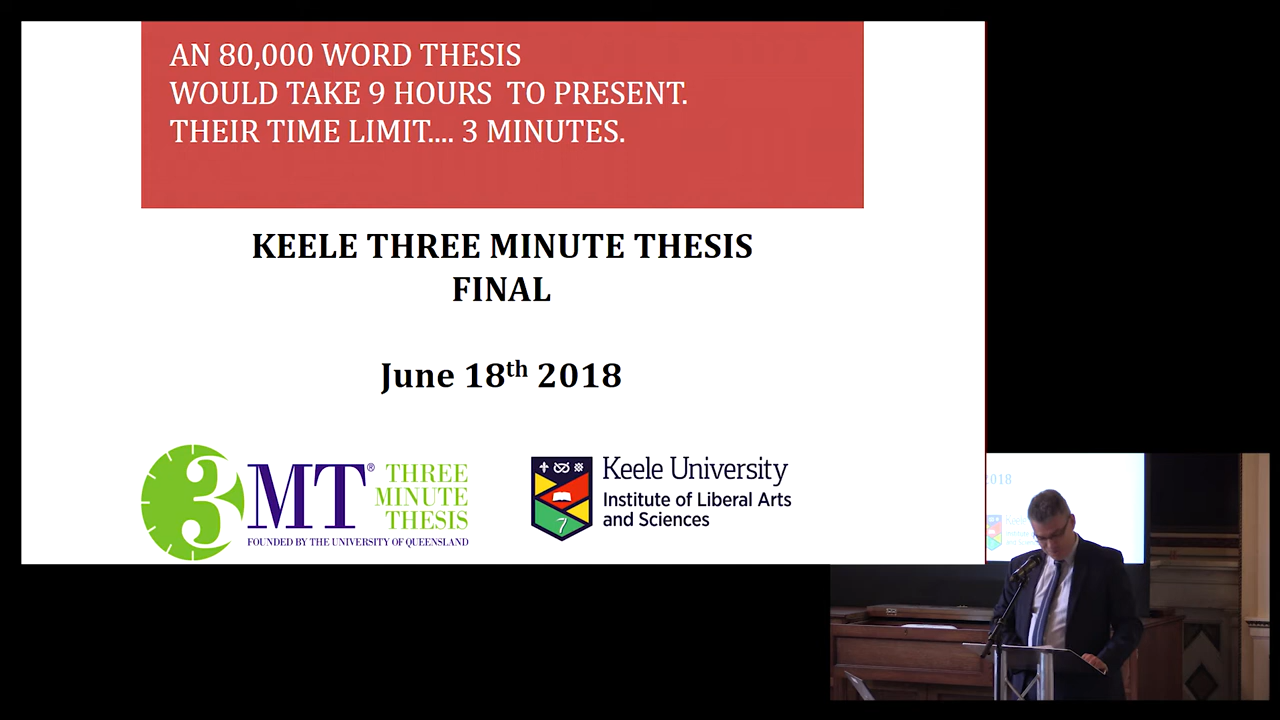 AN 80,000 WORD THESIS
WOULD TAKE 9 HOURS TO PRESENT.
THEIR TIME LIMIT.... 3 MINUTES.
KEELE THREE MINUTE THESIS
FINAL
June 18th 2018
3MT® THREE
MINUTE
THESIS
FOUNDED BY THE UNIVERSITY OF QUEENSLAND
Keele University
Institute of Liberal Arts
and Sciences
2018